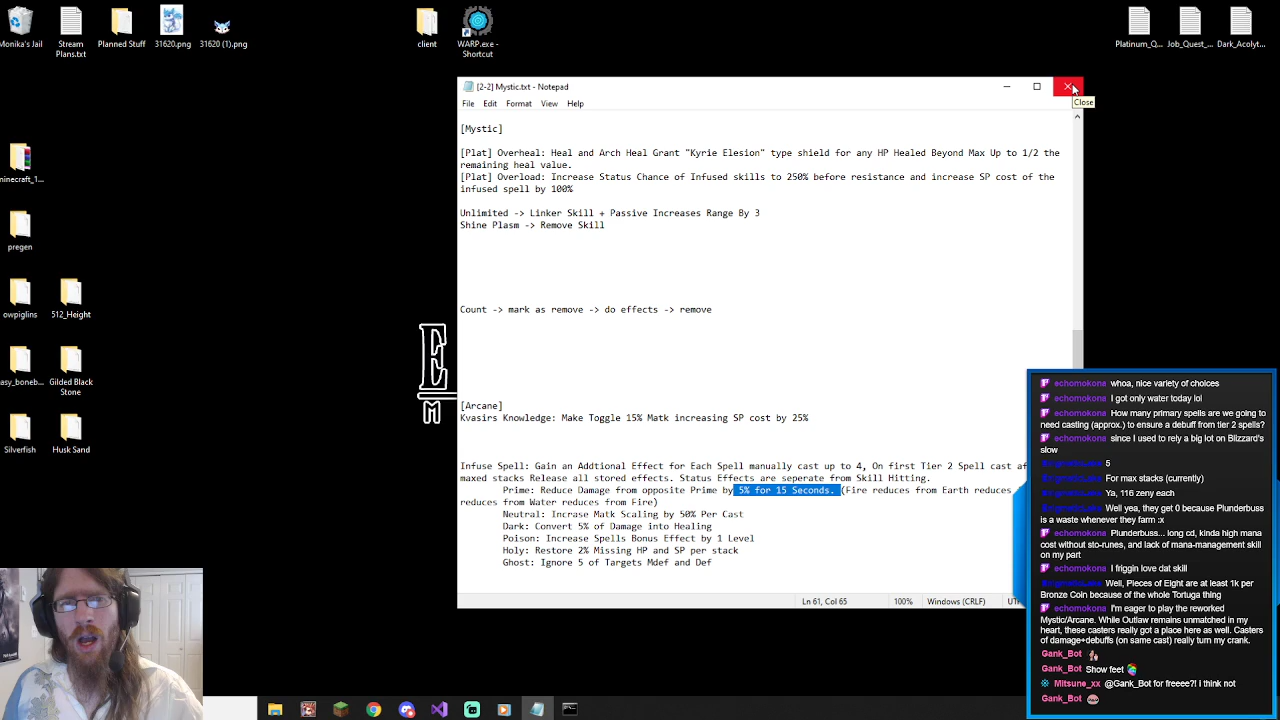 Monika's Jail
Stream Plans.txt
Planned Stuff
31620.png
31620 (1).png
client
WARP.exe - Shortcut
Platinum_Q...
Job_Quest_...
Dark_Acolyt...
minecraft_1...
pregen
owpiglins
512_Height
asy_boneb...
Gilded Black Stone
Silverfish
Husk Sand
E
M
[2-2] Mystic.txt - Notepad
Close
File Edit Format View Help
[Mystic]
[Plat] Overheal: Heal and Arch Heal Grant "Kyrie Elesion" type shield for any HP Healed Beyond Max Up to 1/2 the
remaining heal value.
[Plat] Overload: Increase Status Chance of Infused skills to 250% before resistance and increase SP cost of the
infused spell by 100%
Unlimited -> Linker Skill + Passive Increases Range By 3
Shine Plasm -> Remove Skill
Count -> mark as remove -> do effects -> remove
[Arcane]
Kvasirs Knowledge: Make Toggle 15% Matk increasing SP cost by 25%
Infuse Spell: Gain an Addtional Effect for Each Spell manually cast up to 4, On first Tier 2 Spell cast af
maxed stacks Release all stored effects. Status Effects are seperate from Skill Hitting.
Prime: Reduce Damage from opposite Prime by 5% for 15 Seconds. (Fire reduces from Earth reduces
reduces from Water reduces from Fire)
Neutral: Increase Matk Scaling by 50% Per Cast
Dark: Convert 5% of Damage into Healing
Poison: Increase Spells Bonus Effect by 1 Level
Holy: Restore 2% Missing HP and SP per stack
Ghost: Ignore 5 of Targets Mdef and Def
Ln 61, Col 65
100%
Windows (CRLF)
UT
echomokona whoa, nice variety of choices
echomokona I got only water today lol
echomokona How many primary spells are we going to
need casting (approx.) to ensure a debuff from tier 2 spells?
echomokona since I used to rely a big lot on Blizzard's
slow
5
For max stacks (currently)
Ya, 116 zeny each
Well yea, they get 0 because Plunderbuss
is a waste whenever they farm :x
echomokona Plunderbuss... long cd, kinda high mana
cost without sto-runes, and lack of mana-management skill
on my part
echomokona I friggin love dat skill
Well, Pieces of Eight are at least 1k per
Bronze Coin because of the whole Tortuga thing
echomokona I'm eager to play the reworked
Mystic/Arcane. While Outlaw remains unmatched in my
heart, these casters really got a place here as well. Casters
of damage+debuffs (on same cast) really turn my crank.
Gank_Bot
Gank_Bot Show feet
Mitsune_xx @Gank_Bot for freeee?! I think not
Gank_Bot